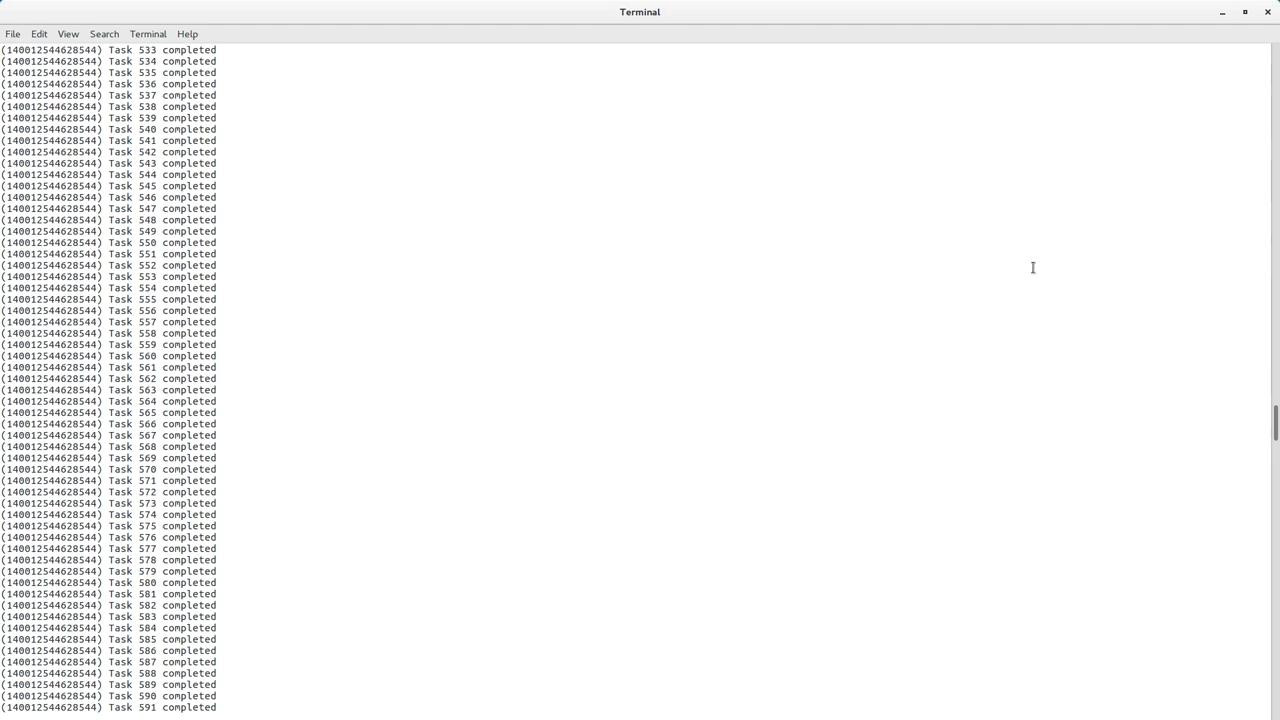 Terminal
File Edit View Search Terminal Help
(140012544628544) Task 533 completed
(140012544628544) Task 534 completed
(140012544628544) Task 535 completed
(140012544628544) Task 536 completed
(140012544628544) Task 537 completed
(140012544628544) Task 538 completed
(140012544628544) Task 539 completed
(140012544628544) Task 540 completed
(140012544628544) Task 541 completed
(140012544628544) Task 542 completed
(140012544628544) Task 543 completed
(140012544628544) Task 544 completed
(140012544628544) Task 545 completed
(140012544628544) Task 546 completed
(140012544628544) Task 547 completed
(140012544628544) Task 548 completed
(140012544628544) Task 549 completed
(140012544628544) Task 550 completed
(140012544628544) Task 551 completed
(140012544628544) Task 552 completed
(140012544628544) Task 553 completed
(140012544628544) Task 554 completed
(140012544628544) Task 555 completed
(140012544628544) Task 556 completed
(140012544628544) Task 557 completed
(140012544628544) Task 558 completed
(140012544628544) Task 559 completed
(140012544628544) Task 560 completed
(140012544628544) Task 561 completed
(140012544628544) Task 562 completed
(140012544628544) Task 563 completed
(140012544628544) Task 564 completed
(140012544628544) Task 565 completed
(140012544628544) Task 566 completed
(140012544628544) Task 567 completed
(140012544628544) Task 568 completed
(140012544628544) Task 569 completed
(140012544628544) Task 570 completed
(140012544628544) Task 571 completed
(140012544628544) Task 572 completed
(140012544628544) Task 573 completed
(140012544628544) Task 574 completed
(140012544628544) Task 575 completed
(140012544628544) Task 576 completed
(140012544628544) Task 577 completed
(140012544628544) Task 578 completed
(140012544628544) Task 579 completed
(140012544628544) Task 580 completed
(140012544628544) Task 581 completed
(140012544628544) Task 582 completed
(140012544628544) Task 583 completed
(140012544628544) Task 584 completed
(140012544628544) Task 585 completed
(140012544628544) Task 586 completed
(140012544628544) Task 587 completed
(140012544628544) Task 588 completed
(140012544628544) Task 589 completed
(140012544628544) Task 590 completed
(140012544628544) Task 591 completed